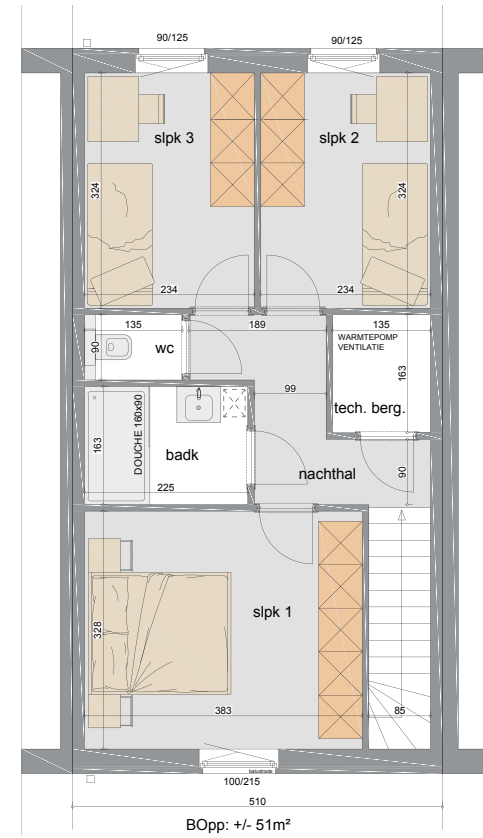 90/125
90/125
slpk 3
slpk 2
324
324
234
234
135
189
135
90
wc
WARMTEPOMP
VENTILATIE
163
99
tech. berg.
163
DOUCHE 160x90
badk
225
nachthal
90
slpk 1
328
383
85
balustrade
100/215
510
BOpp: +/- 51m²